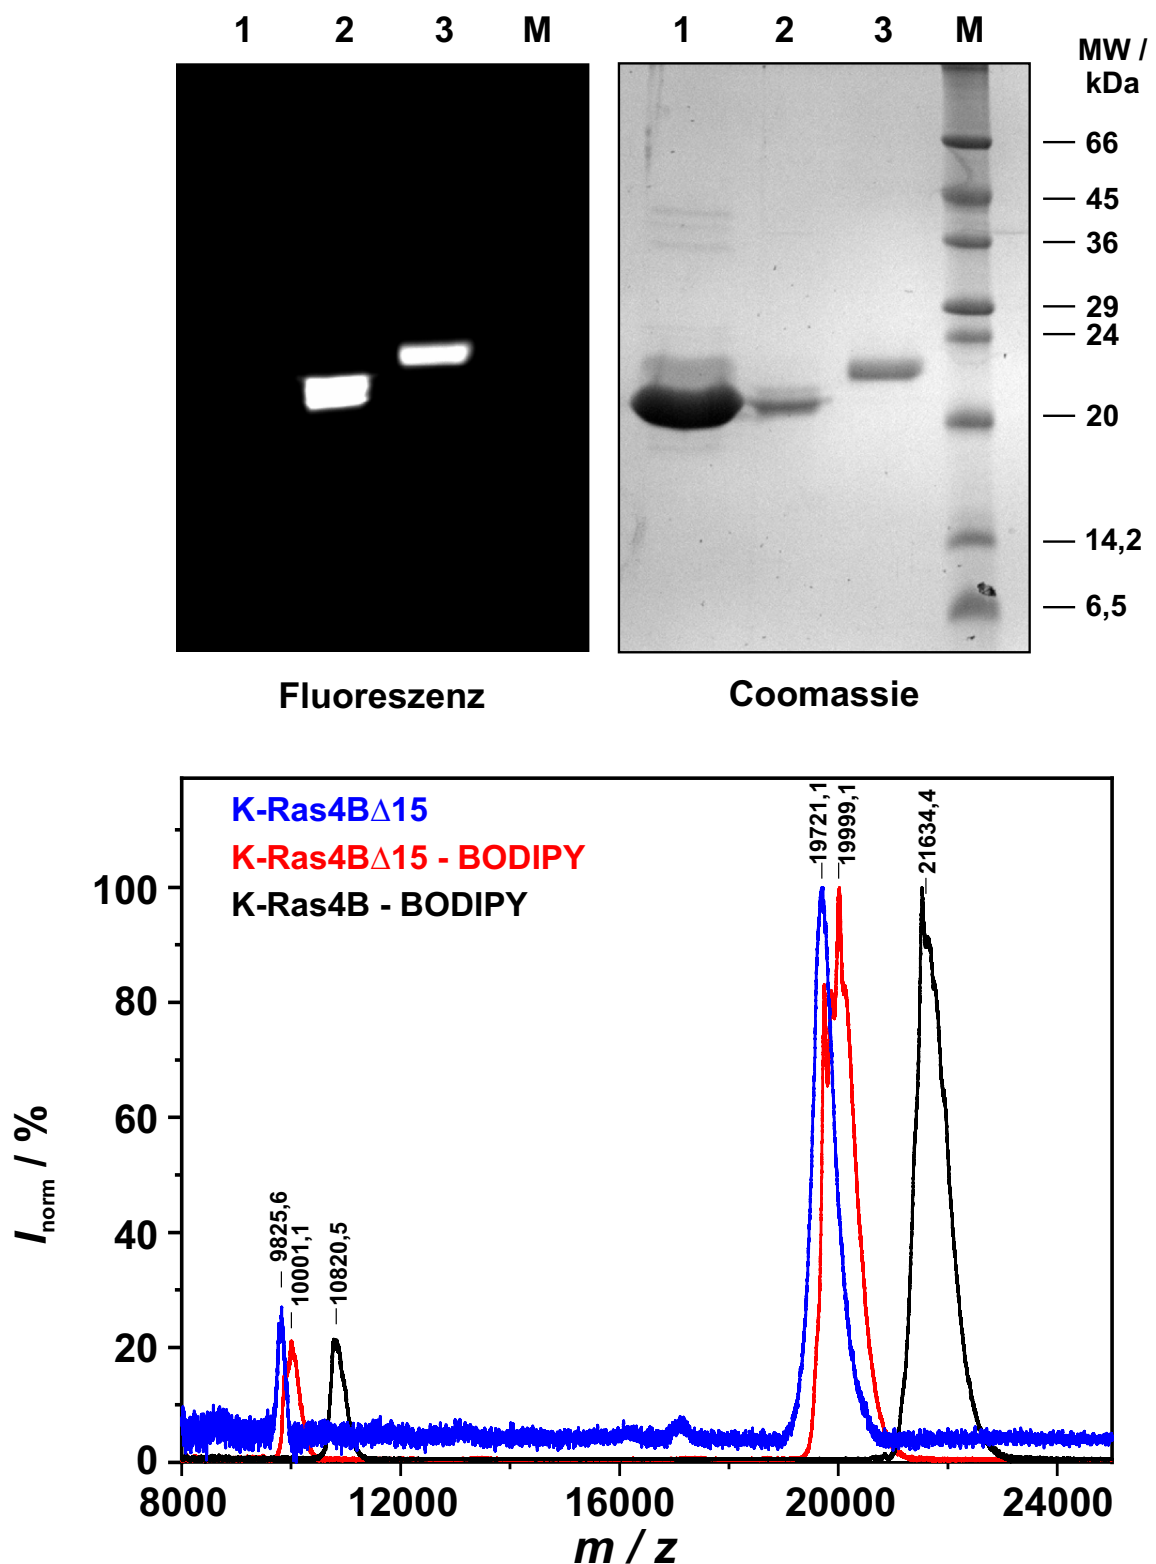 1 2 3 M
1 2 3 M
MW /
kDa
66
45
36
29
24
20
14,2
6,5
Fluoreszenz
Coomassie
K-Ras4BΔ15
K-Ras4BΔ15 - BODIPY
K-Ras4B - BODIPY
19721,1
19999,1
21634,4
9825,6
10001,1
10820,5
100
80
60
40
20
0
I norm / %
8000 12000 16000 20000 24000
m / z